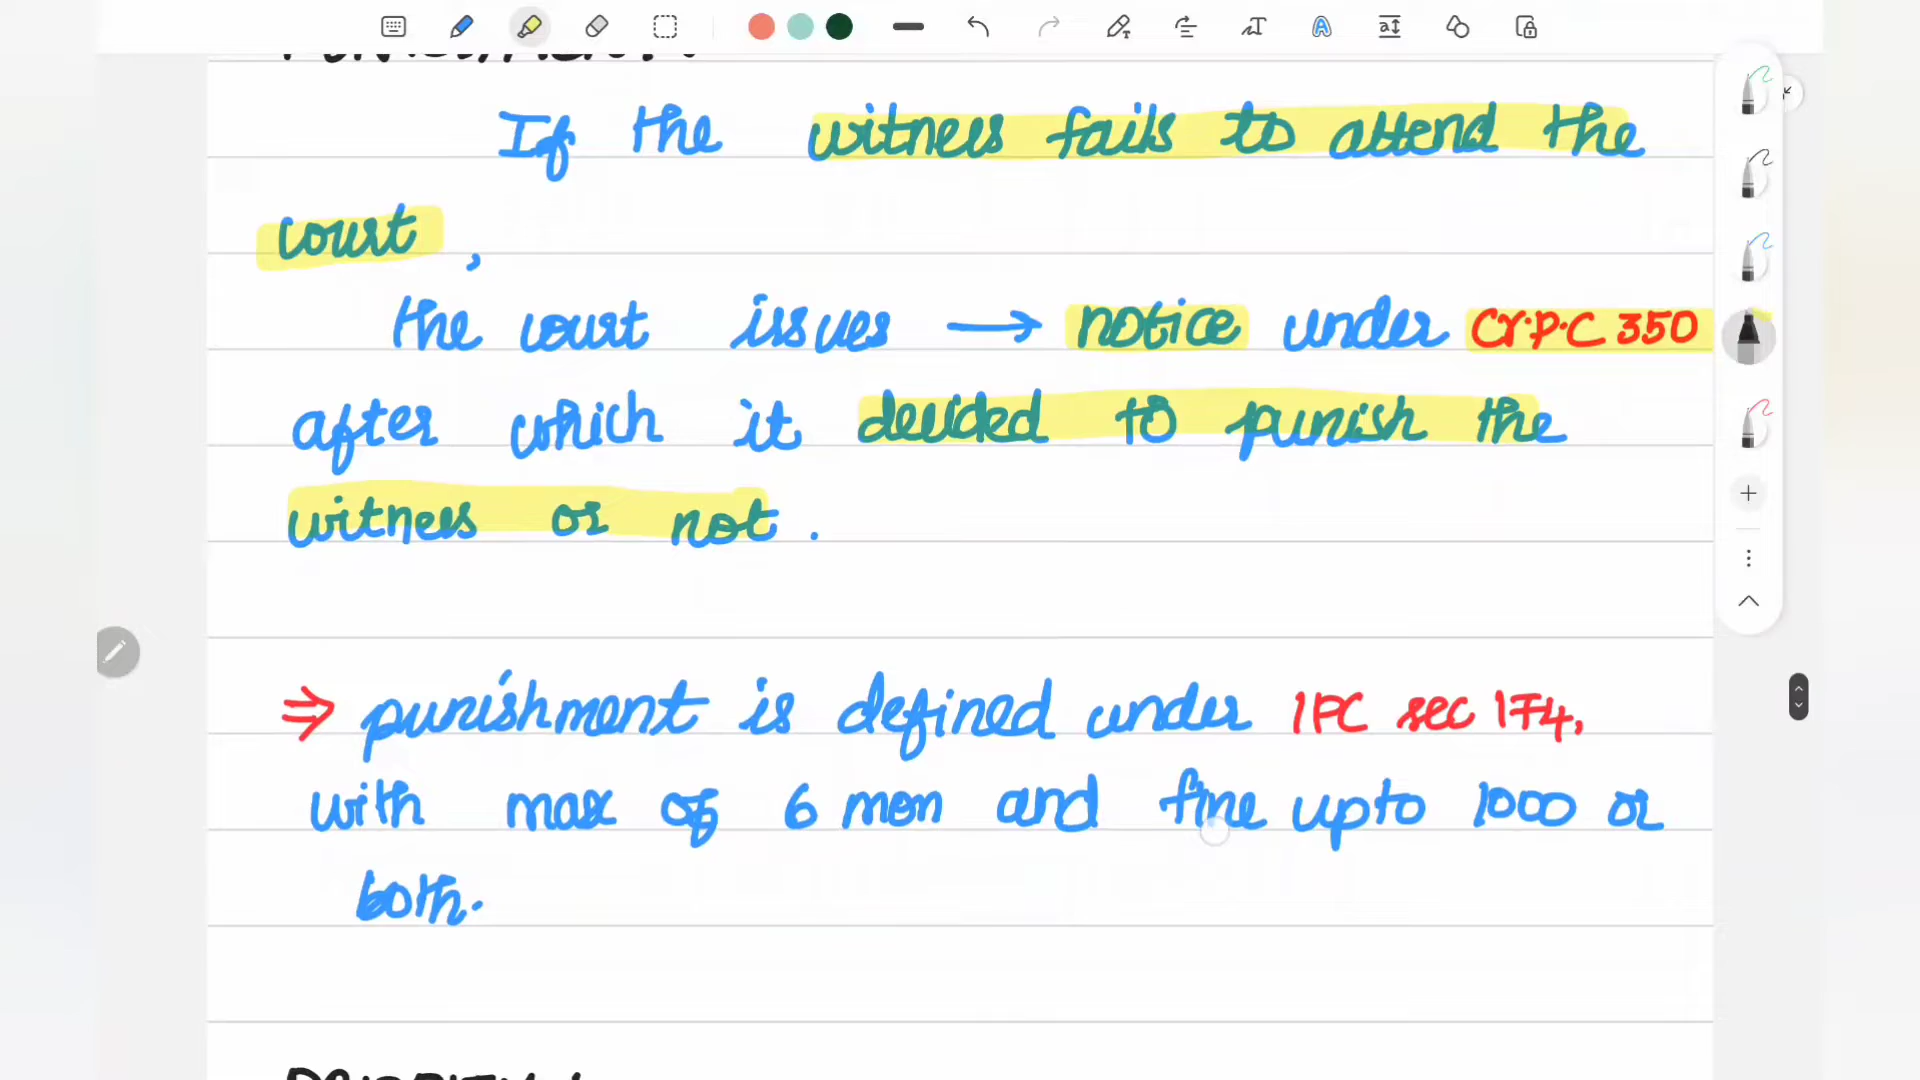 If the witness fails to attend the
court ,
the court issues → notice under Cr.P.C 350
after which it decided to punish the
witness or not .
⇒ punishment is defined under IPC sec 174,
with max of 6 mon and fine upto 1000 or
both.